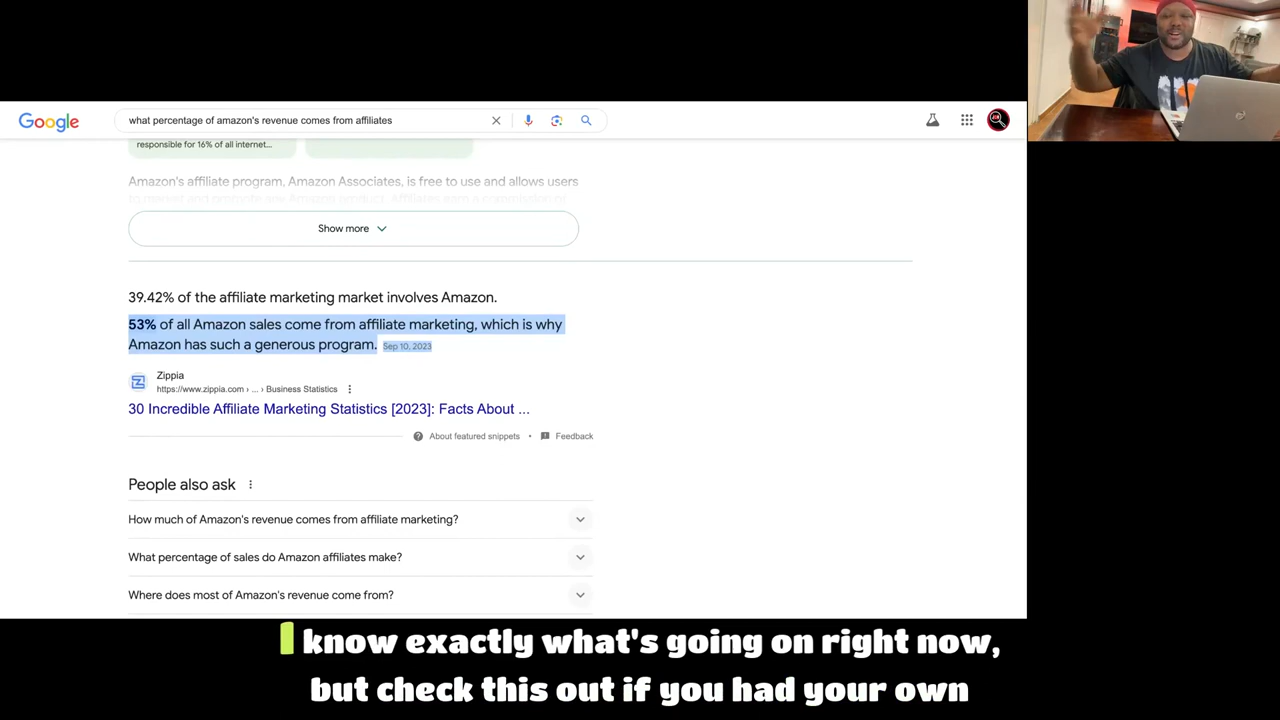 Google
what percentage of amazon's revenue comes from affiliates
responsible for 16% of all internet...
Amazon's affiliate program, Amazon Associates, is free to use and allows users
Show more
39.42% of the affiliate marketing market involves Amazon.
53% of all Amazon sales come from affiliate marketing, which is why
Amazon has such a generous program. Sep 10, 2023
Zippia
https://www.zippia.com › ... › Business Statistics
30 Incredible Affiliate Marketing Statistics [2023]: Facts About ...
About featured snippets • Feedback
People also ask
How much of Amazon's revenue comes from affiliate marketing?
What percentage of sales do Amazon affiliates make?
Where does most of Amazon's revenue come from?
I know exactly what's going on right now,
but check this out if you had your own